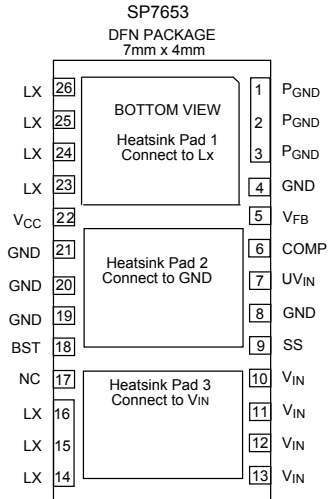 SP7653
DFN PACKAGE
7mm x 4mm
BOTTOM VIEW
Heatsink Pad 1
Connect to Lx
Heatsink Pad 2
Connect to GND
Heatsink Pad 3
Connect to VIN
LX 26
LX 25
LX 24
LX 23
VCC 22
GND 21
GND 20
GND 19
BST 18
NC 17
LX 16
LX 15
LX 14
1 PGND
2 PGND
3 PGND
4 GND
5 VFB
6 COMP
7 UVIN
8 GND
9 SS
10 VIN
11 VIN
12 VIN
13 VIN